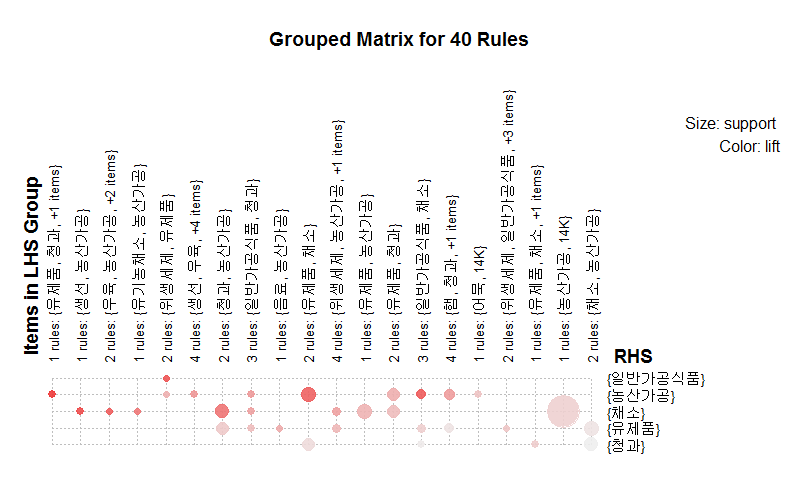 Grouped Matrix for 40 Rules
Size: support
Color: lift
Items in LHS Group
1 rules: {유제품, 청과, +1 items}
1 rules: {생선, 농산가공}
2 rules: {우육, 농산가공, +2 items}
1 rules: {유기농채소, 농산가공}
2 rules: {위생세제, 유제품}
4 rules: {생선, 우육, +4 items}
2 rules: {청과, 농산가공}
3 rules: {일반가공식품, 청과}
1 rules: {음료, 농산가공}
2 rules: {유제품, 채소}
4 rules: {위생세제, 농산가공, +1 items}
1 rules: {유제품, 농산가공}
2 rules: {유제품, 청과}
3 rules: {일반가공식품, 채소}
4 rules: {햄, 청과, +1 items}
1 rules: {어묵, 14K}
2 rules: {위생세제, 일반가공식품, +3 items}
1 rules: {유제품, 채소, +1 items}
1 rules: {농산가공, 14K}
2 rules: {채소, 농산가공}
RHS
{일반가공식품}
{농산가공}
{채소}
{유제품}
{청과}